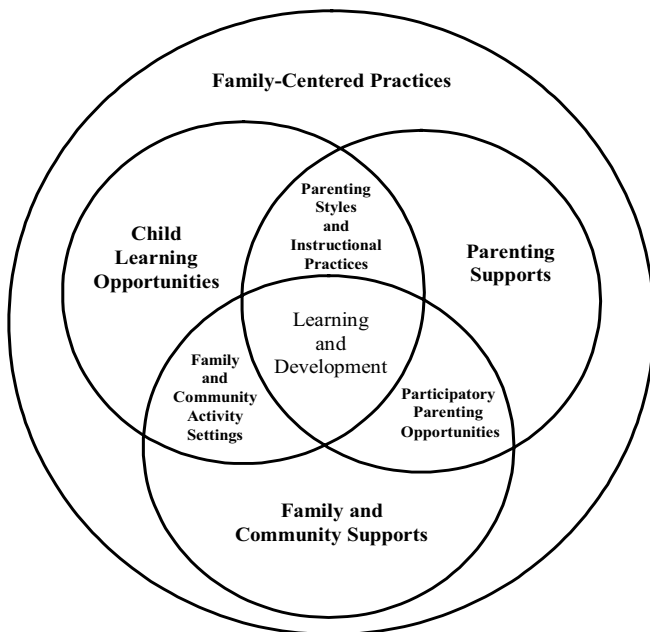 Family-Centered Practices
Parenting
Styles
and
Instructional
Practices
Child
Learning
Opportunities
Parenting
Supports
Learning
and
Development
Family
and
Community
Activity
Settings
Participatory
Parenting
Opportunities
Family and
Community Supports